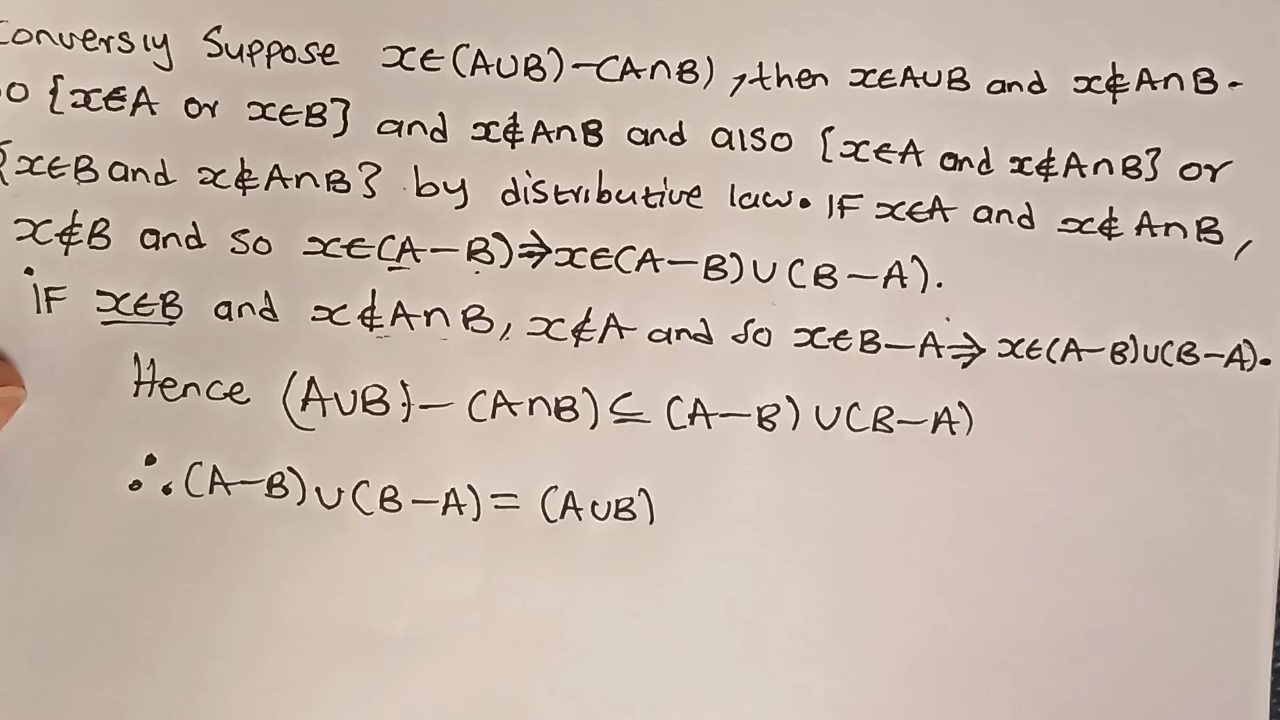 Conversly Suppose x∈(A∪B)-(A∩B), then x∈A∪B and x∉A∩B.
so {x∈A or x∈B} and x∉A∩B and also {x∈A and x∉A∩B} or
{x∈B and x∉A∩B} by distributive law. IF x∈A and x∉A∩B,
x∉B and so x∈(A-B)⇒x∈(A-B)∪(B-A).
IF x∈B and x∉A∩B, x∉A and so x∈B-A⇒x∈(A-B)∪(B-A).
Hence (A∪B)-(A∩B)⊆(A-B)∪(B-A)
∴(A-B)∪(B-A)=(A∪B)